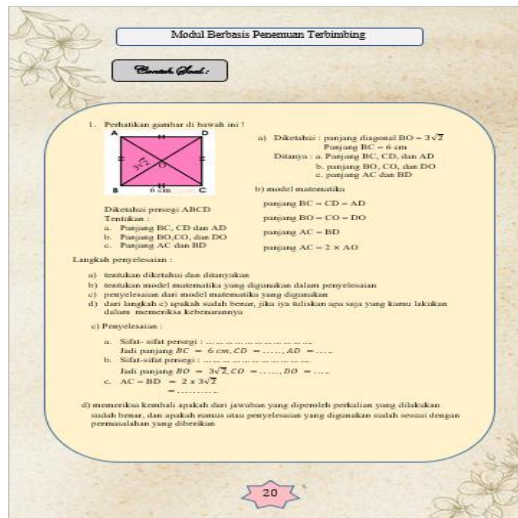 Modul Berbasis Penemuan Terbimbing
Contoh Soal :
1. Perhatikan gambar di bawah ini !
A D
3√2 O
B 6 cm C
Diketahui persegi ABCD
Tentukan :
a. Panjang BC, CD dan AD
b. Panjang BO,CO, dan DO
c. Panjang AC dan BD
a) Diketahui : panjang diagonal BO = 3√2
Panjang BC = 6 cm
Ditanya : a. Panjang BC, CD, dan AD
b. panjang BO, CO, dan DO
c. panjang AC dan BD
b) model matematika
panjang BC = CD = AD
panjang BO = CO = DO
panjang AC = BD
panjang AC = 2 × AO
Langkah penyelesaian :
a) tentukan diketahui dan ditanyakan
b) tentukan model matematika yang digunakan dalam penyelesaian
c) penyelesaian dari model matematika yang digunakan
d) dari langkah c) apakah sudah benar, jika iya tuliskan apa saja yang kamu lakukan
dalam memeriksa kebenarannya
c) Penyelesaian :
a. Sifat- sifat persegi : ........................................
Jadi panjang BC = 6 cm, CD = ......, AD = ......
b. Sifat-sifat persegi : ........................................
Jadi panjang BO = 3√2, CO = ......, DO = ......
c. AC = BD = 2 x 3√2
= ............
d) memeriksa kembali apakah dari jawaban yang diperoleh perkalian yang dilakukan
sudah benar, dan apakah rumus atau penyelesaian yang digunakan sudah sesuai dengan
permasalahan yang diberikan
20